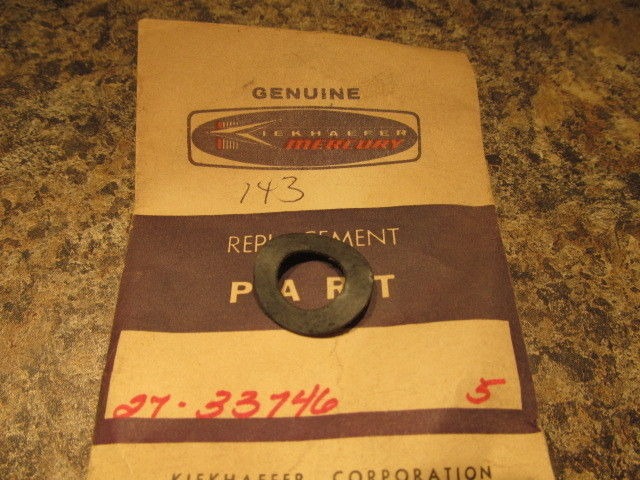 GENUINE
KIEKHAEFER
MERCURY
143
REPLACEMENT
PART
27-33746 5
KIEKHAEFER CORPORATION